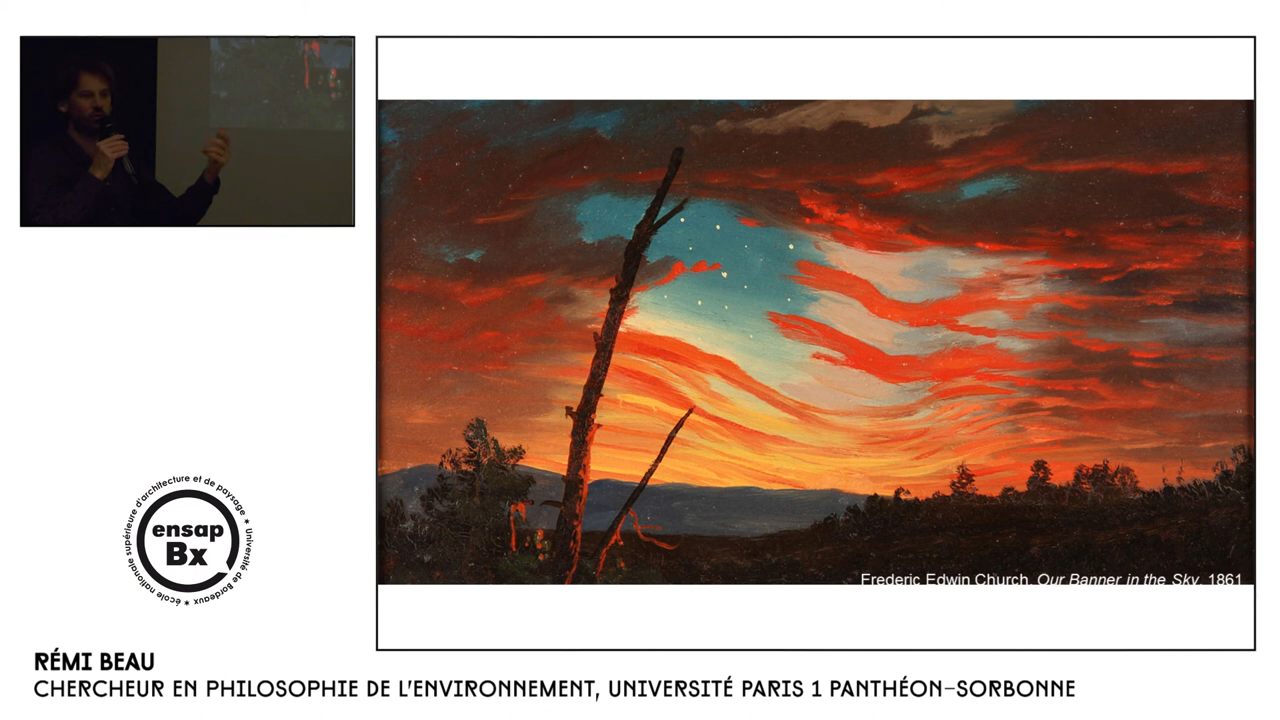 Frederic Edwin Church, Our Banner in the Sky, 1861
ensap
Bx
école nationale supérieure d'architecture et de paysage * Université de Bordeaux *
RÉMI BEAU
CHERCHEUR EN PHILOSOPHIE DE L'ENVIRONNEMENT, UNIVERSITÉ PARIS 1 PANTHÉON-SORBONNE